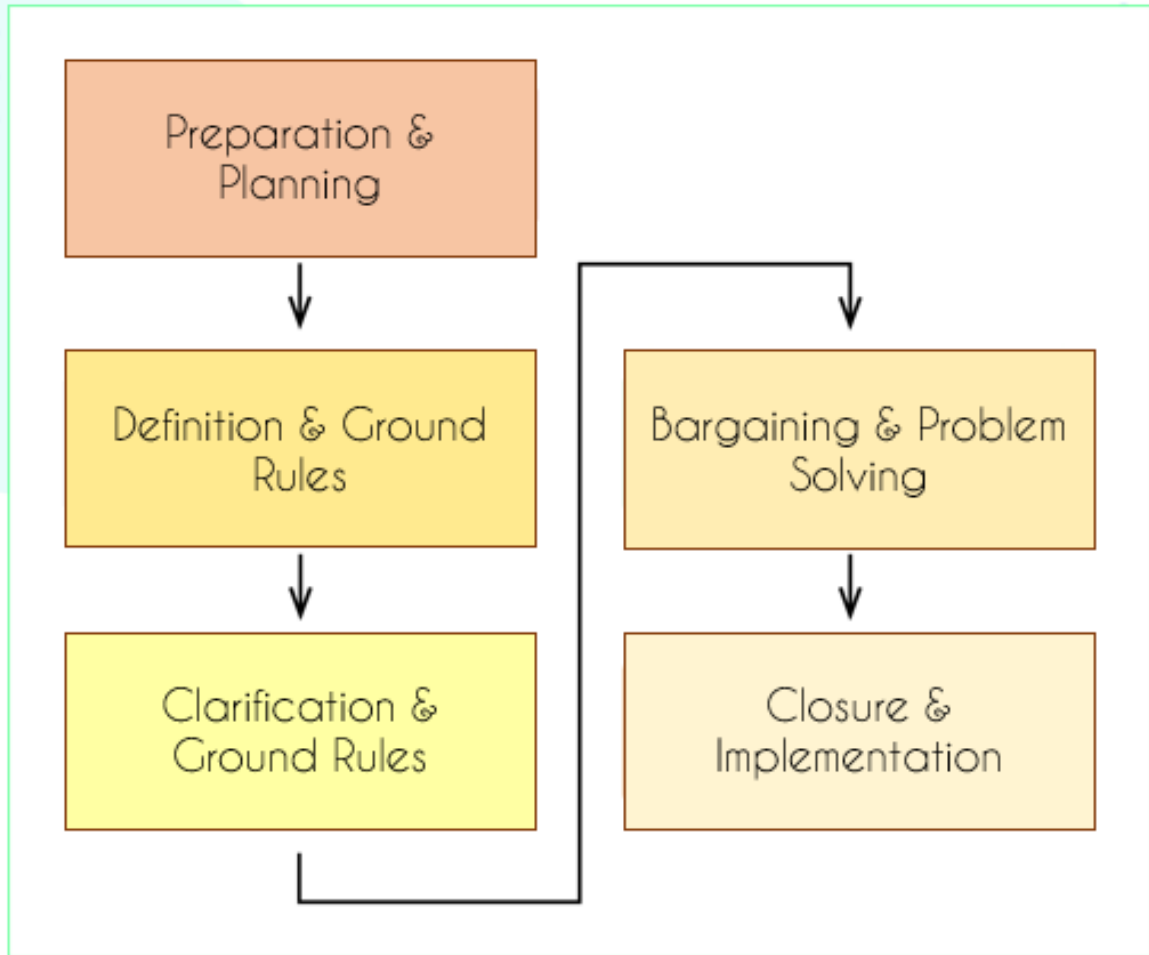 Preparation &
Planning
Definition & Ground
Rules
Clarification &
Ground Rules
Bargaining & Problem
Solving
Closure &
Implementation